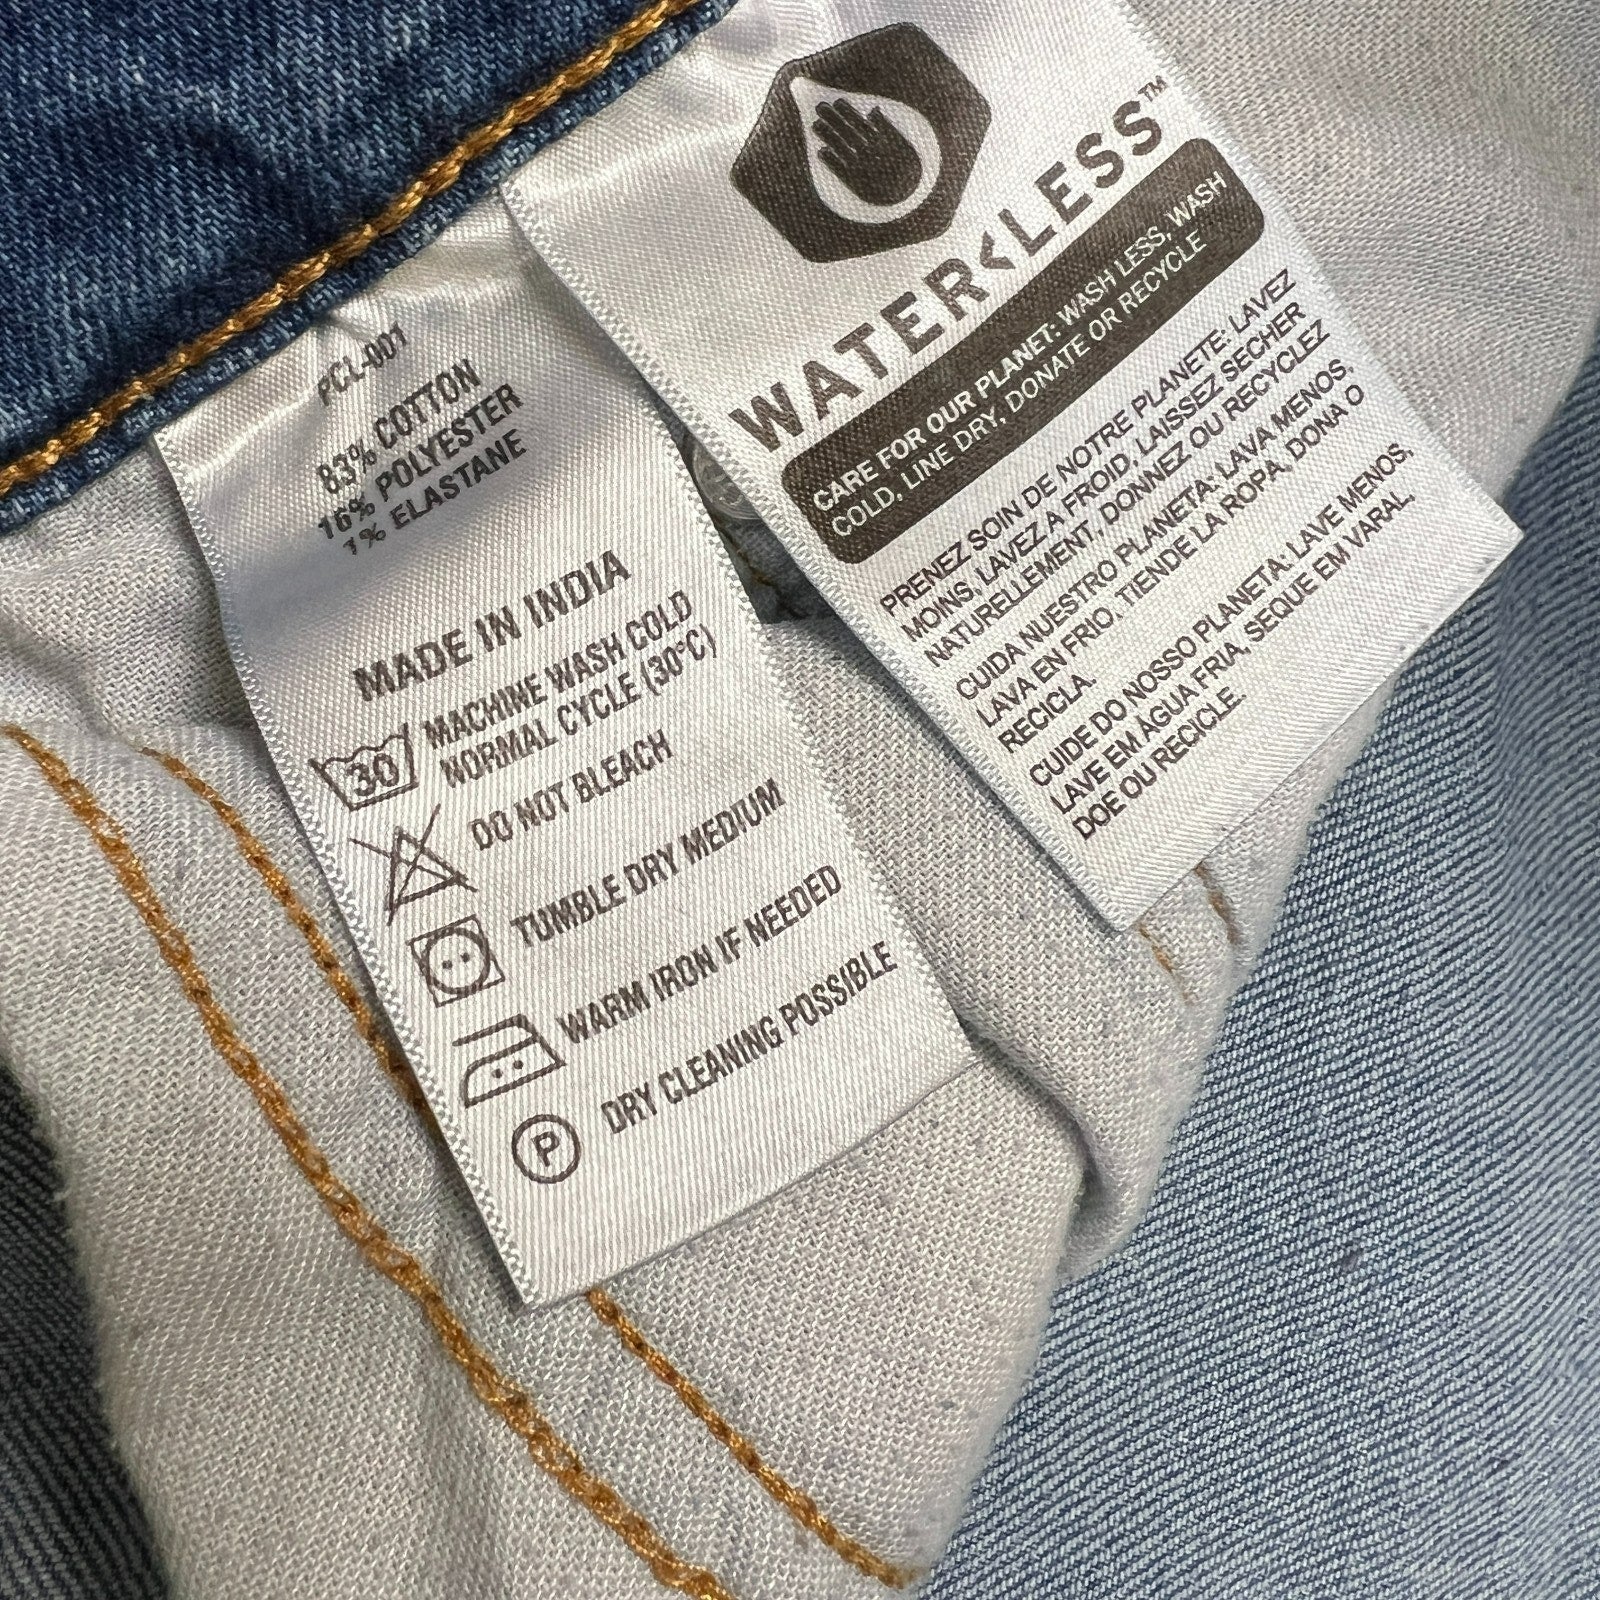 PCL-001
83% COTTON
16% POLYESTER
1% ELASTANE
MADE IN INDIA
30
MACHINE WASH COLD
NORMAL CYCLE (30°C)
DO NOT BLEACH
TUMBLE DRY MEDIUM
WARM IRON IF NEEDED
P
DRY CLEANING POSSIBLE
WATER<LESS™
CARE FOR OUR PLANET: WASH LESS, WASH
COLD, LINE DRY, DONATE OR RECYCLE
PRENEZ SOIN DE NOTRE PLANETE: LAVEZ
MOINS, LAVEZ A FROID, LAISSEZ SECHER
NATURELLEMENT, DONNEZ OU RECYCLEZ
CUIDA NUESTRO PLANETA: LAVA MENOS,
LAVA EN FRIO, TIENDE LA ROPA, DONA O
RECICLA.
CUIDE DO NOSSO PLANETA: LAVE MENOS,
LAVE EM ÁGUA FRIA, SEQUE EM VARAL,
DOE OU RECICLE.